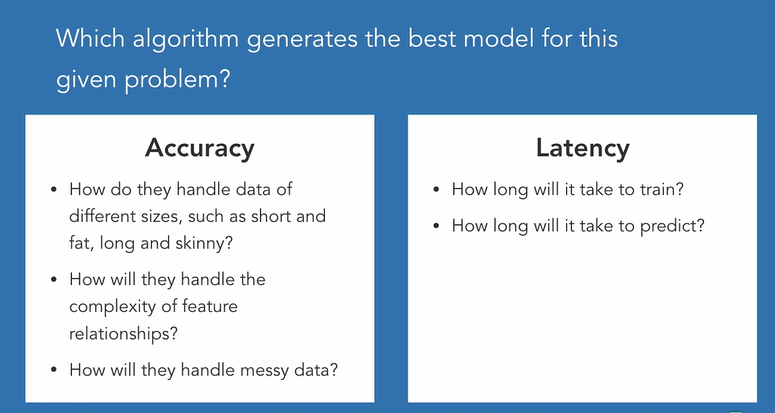 Which algorithm generates the best model for this
given problem?
Accuracy
• How do they handle data of
different sizes, such as short and
fat, long and skinny?
• How will they handle the
complexity of feature
relationships?
• How will they handle messy data?
Latency
• How long will it take to train?
• How long will it take to predict?